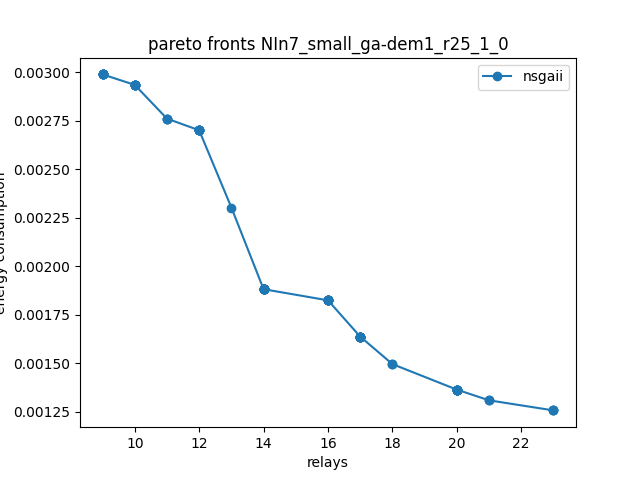 pareto fronts NIn7_small_ga-dem1_r25_1_0
nsgaii
0.00300
0.00275
0.00250
0.00225
0.00200
0.00175
0.00150
0.00125
energy consumption
10 12 14 16 18 20 22
relays